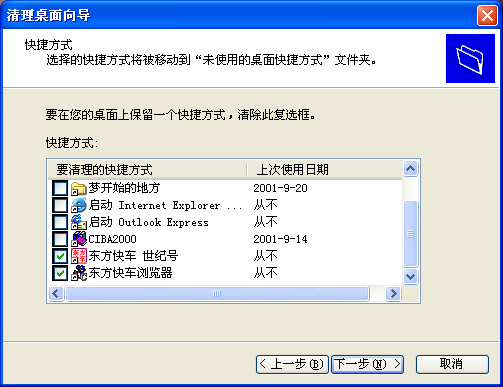 清理桌面向导
快捷方式
选择的快捷方式将被移动到“未使用的桌面快捷方式”文件夹。
要在您的桌面上保留一个快捷方式，清除此复选框。
快捷方式:
要清理的快捷方式 上次使用日期
梦开始的地方 2001-9-20
启动 Internet Explorer ... 从不
启动 Outlook Express 从不
CIBA2000 2001-9-14
东方快车 世纪号 从不
东方快车浏览器 从不
< 上一步(B) 下一步(N) > 取消